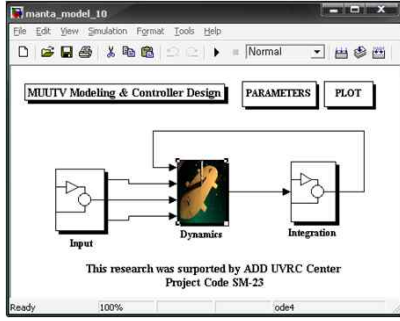 manta_model_10
File Edit View Simulation Format Tools Help
Normal
MUUTV Modeling & Controller Design
PARAMETERS
PLOT
Input
Dynamics
Integration
This research was surported by ADD UVRC Center
Project Code SM-23
Ready 100% ode4